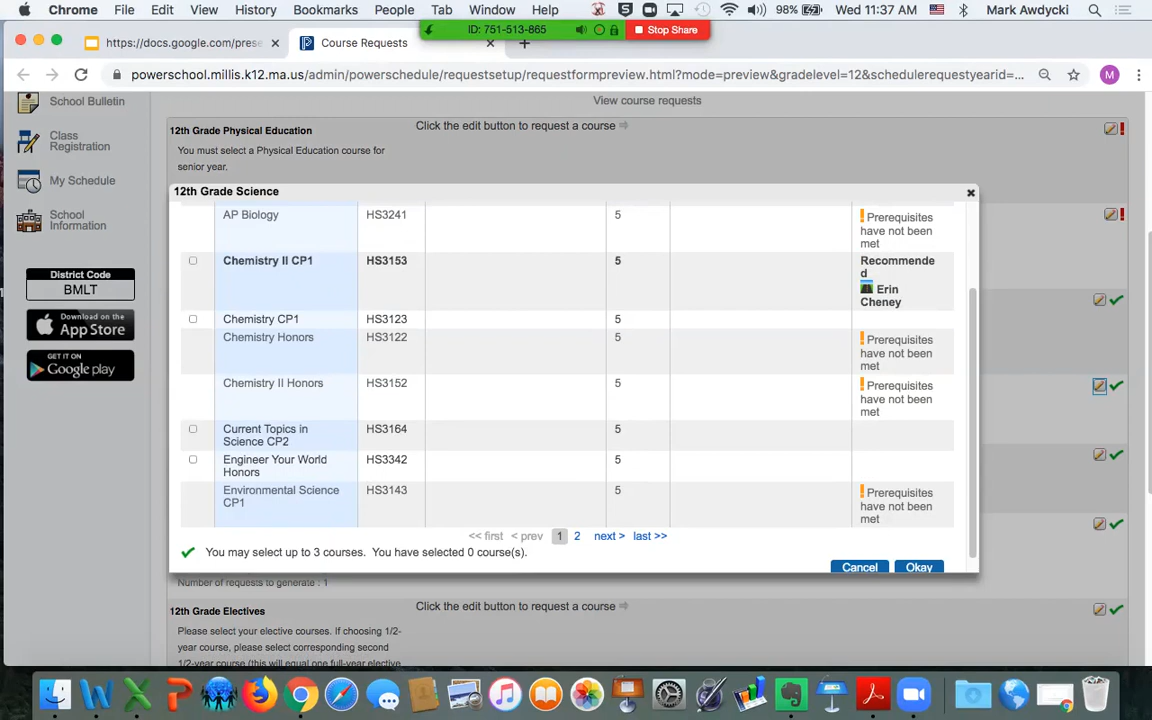 Chrome File Edit View History Bookmarks People Tab Window Help 98% Wed 11:37 AM Mark Awdycki
ID: 751-513-865 Stop Share
https://docs.google.com/prese Course Requests
powerschool.millis.k12.ma.us/admin/powerschedule/requestsetup/requestformpreview.html?mode=preview&gradelevel=12&schedulerequestyearid=... M
School Bulletin
Class
Registration
My Schedule
School
Information
District Code
BMLT
Download on the
App Store
GET IT ON
Google play
View course requests
12th Grade Physical Education Click the edit button to request a course
You must select a Physical Education course for
senior year.
12th Grade Science
AP Biology HS3241 5 Prerequisites
have not been
met
Chemistry II CP1 HS3153 5 Recommende
d
Erin
Cheney
Chemistry CP1 HS3123 5
Chemistry Honors HS3122 5 Prerequisites
have not been
met
Chemistry II Honors HS3152 5 Prerequisites
have not been
met
Current Topics in HS3164 5
Science CP2
Engineer Your World HS3342 5
Honors
Environmental Science HS3143 5 Prerequisites
CP1 have not been
met
<< first < prev 1 2 next > last >>
You may select up to 3 courses. You have selected 0 course(s).
Cancel Okay
Number of requests to generate : 1
12th Grade Electives Click the edit button to request a course
Please select your elective courses. If choosing 1/2-
year course, please select corresponding second
1/2-year course (this will equal one full-year elective